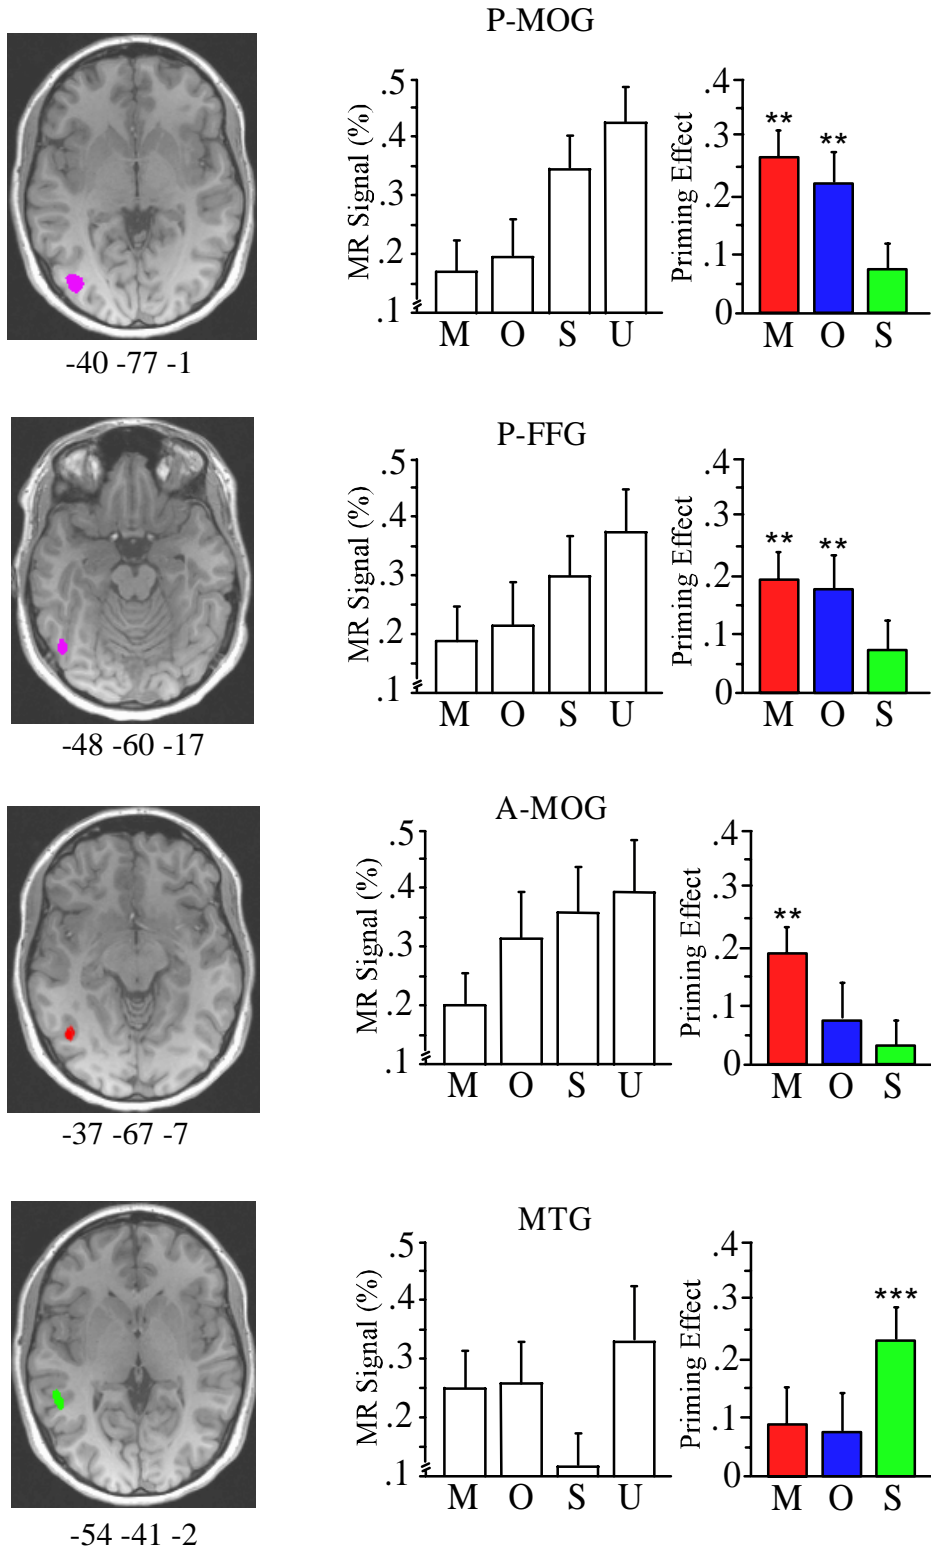 P-MOG
MR Signal (%)
.5
.4
.3
.2
.1
M O S U
Priming Effect
.4
.3
.2
.1
0
** **
M O S
-40 -77 -1
P-FFG
MR Signal (%)
.5
.4
.3
.2
.1
M O S U
Priming Effect
.4
.3
.2
.1
0
** **
M O S
-48 -60 -17
A-MOG
MR Signal (%)
.5
.4
.3
.2
.1
M O S U
Priming Effect
.4
.3
.2
.1
0
**
M O S
-37 -67 -7
MTG
MR Signal (%)
.5
.4
.3
.2
.1
M O S U
Priming Effect
.4
.3
.2
.1
0
***
M O S
-54 -41 -2